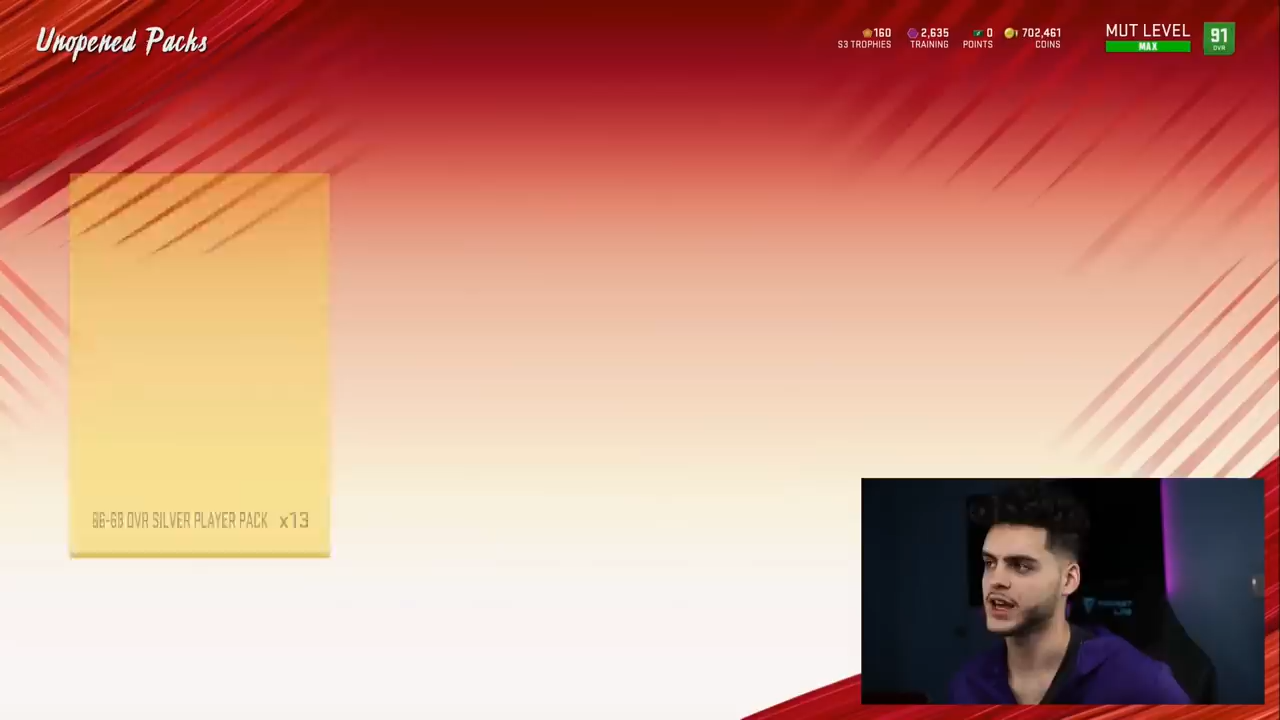 Unopened Packs
160
S3 TROPHIES
2,635
TRAINING
0
POINTS
702,461
COINS
MUT LEVEL
MAX
91
OVR
66-68 OVR SILVER PLAYER PACK x13